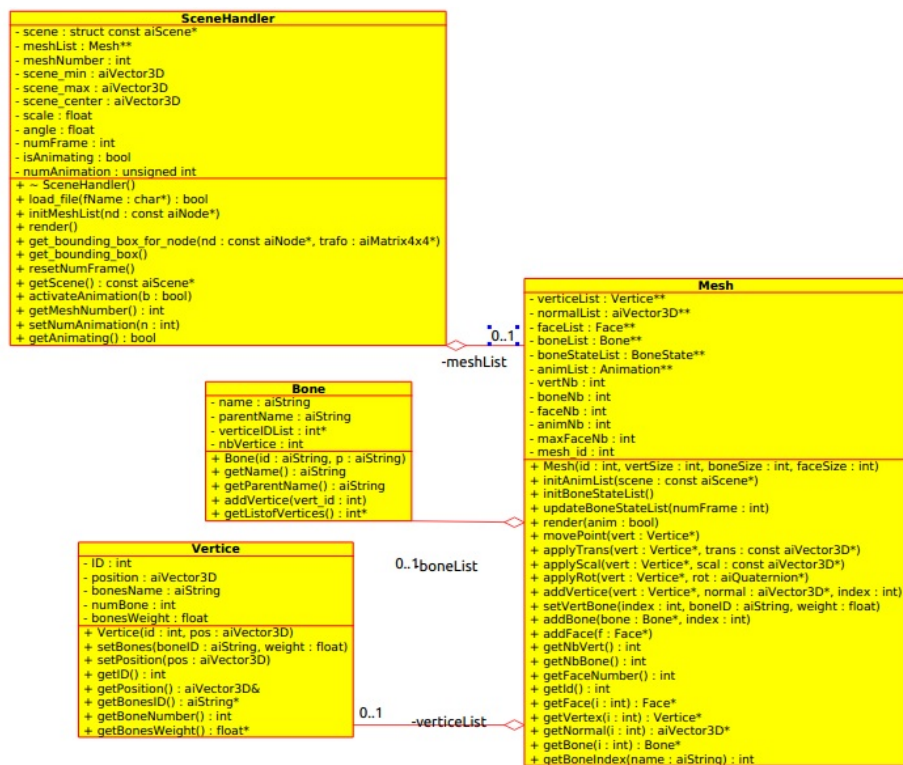 SceneHandler
- scene : struct const aiScene*
- meshList : Mesh**
- meshNumber : int
- scene_min : aiVector3D
- scene_max : aiVector3D
- scene_center : aiVector3D
- scale : float
- angle : float
- numFrame : int
- isAnimating : bool
- numAnimation : unsigned int
+ ~ SceneHandler()
+ load_file(fName : char*) : bool
+ initMeshList(nd : const aiNode*)
+ render()
+ get_bounding_box_for_node(nd : const aiNode*, trafo : aiMatrix4x4*)
+ get_bounding_box()
+ resetNumFrame()
+ getScene() : const aiScene*
+ activateAnimation(b : bool)
+ getMeshNumber() : int
+ setNumAnimation(n : int)
+ getAnimating() : bool
0..1
-meshList
Mesh
- verticeList : Vertice**
- normalList : aiVector3D**
- faceList : Face**
- boneList : Bone**
- boneStateList : BoneState**
- animList : Animation**
- vertNb : int
- boneNb : int
- faceNb : int
- animNb : int
- maxFaceNb : int
- mesh_id : int
+ Mesh(id : int, vertSize : int, boneSize : int, faceSize : int)
+ initAnimList(scene : const aiScene*)
+ initBoneStateList()
+ updateBoneStateList(numFrame : int)
+ render(anim : bool)
+ movePoint(vert : Vertice*)
+ applyTrans(vert : Vertice*, trans : const aiVector3D*)
+ applyScal(vert : Vertice*, scal : const aiVector3D*)
+ applyRot(vert : Vertice*, rot : aiQuaternion*)
+ addVertice(vert : Vertice*, normal : aiVector3D*, index : int)
+ setVertBone(index : int, boneID : aiString, weight : float)
+ addBone(bone : Bone*, index : int)
+ addFace(f : Face*)
+ getNbVert() : int
+ getNbBone() : int
+ getFaceNumber() : int
+ getId() : int
+ getFace(i : int) : Face*
+ getVertex(i : int) : Vertice*
+ getNormal(i : int) : aiVector3D*
+ getBone(i : int) : Bone*
+ getBoneIndex(name : aiString) : int
Bone
- name : aiString
- parentName : aiString
- verticeIDList : int*
- nbVertice : int
+ Bone(id : aiString, p : aiString)
+ getName() : aiString
+ getParentName() : aiString
+ addVertice(vert_id : int)
+ getListofVertices() : int*
0..1
-boneList
Vertice
- ID : int
- position : aiVector3D
- bonesName : aiString
- numBone : int
- bonesWeight : float
+ Vertice(id : int, pos : aiVector3D)
+ setBones(boneID : aiString, weight : float)
+ setPosition(pos : aiVector3D)
+ getID() : int
+ getPosition() : aiVector3D&
+ getBonesID() : aiString*
+ getBoneNumber() : int
+ getBonesWeight() : float*
0..1
-verticeList